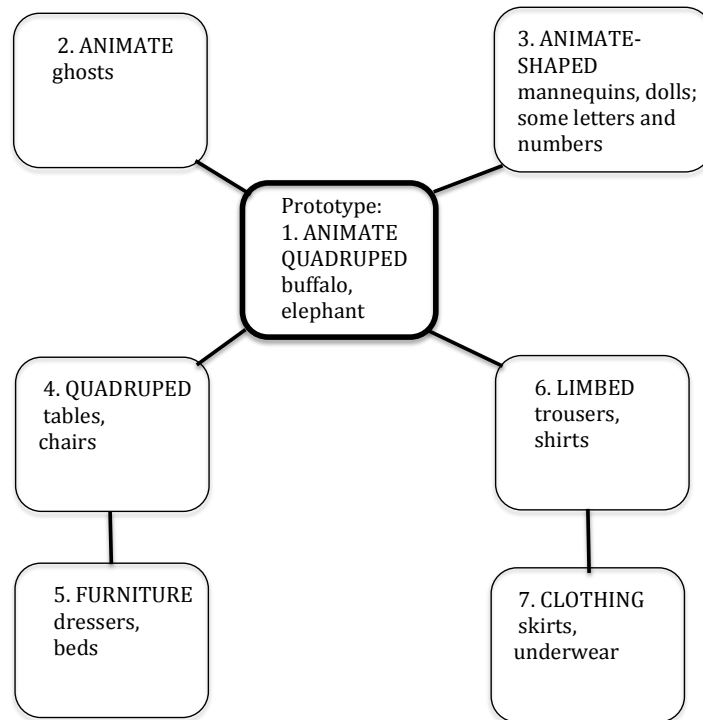 2. ANIMATE
ghosts
3. ANIMATE-
SHAPED
mannequins, dolls;
some letters and
numbers
Prototype:
1. ANIMATE
QUADRUPED
buffalo,
elephant
4. QUADRUPED
tables,
chairs
6. LIMBED
trousers,
shirts
5. FURNITURE
dressers,
beds
7. CLOTHING
skirts,
underwear